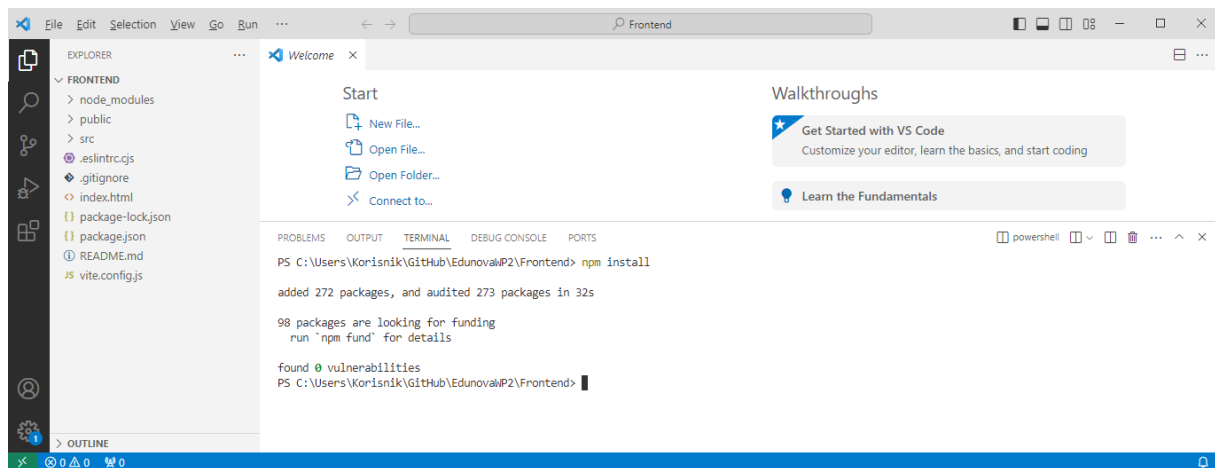 File Edit Selection View Go Run ...
Frontend
EXPLORER
FRONTEND
node_modules
public
src
.eslintrc.cjs
.gitignore
index.html
package-lock.json
package.json
README.md
JS vite.config.js
OUTLINE
Welcome
Start
New File...
Open File...
Open Folder...
Connect to...
Walkthroughs
Get Started with VS Code
Customize your editor, learn the basics, and start coding
Learn the Fundamentals
PROBLEMS OUTPUT TERMINAL DEBUG CONSOLE PORTS
powershell
PS C:\Users\Korisnik\GitHub\EdunovaWP2\Frontend> npm install
added 272 packages, and audited 273 packages in 32s
98 packages are looking for funding
run `npm fund` for details
found 0 vulnerabilities
PS C:\Users\Korisnik\GitHub\EdunovaWP2\Frontend>
1
0 0 0